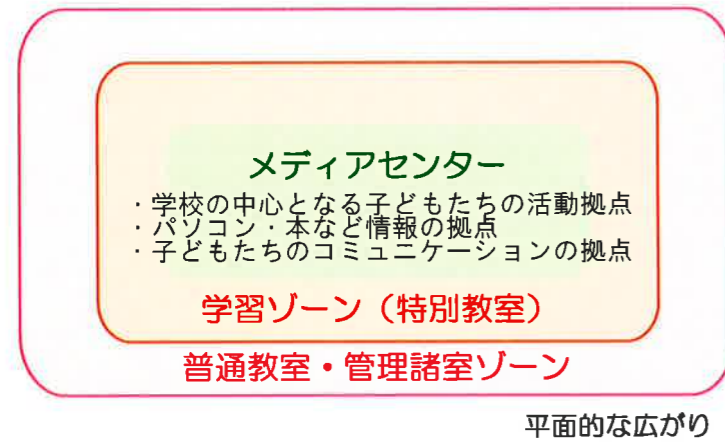 メディアセンター
・学校の中心となる子どもたちの活動拠点
・パソコン・本など情報の拠点
・子どもたちのコミュニケーションの拠点
学習ゾーン（特別教室）
普通教室・管理諸室ゾーン
平面的な広がり